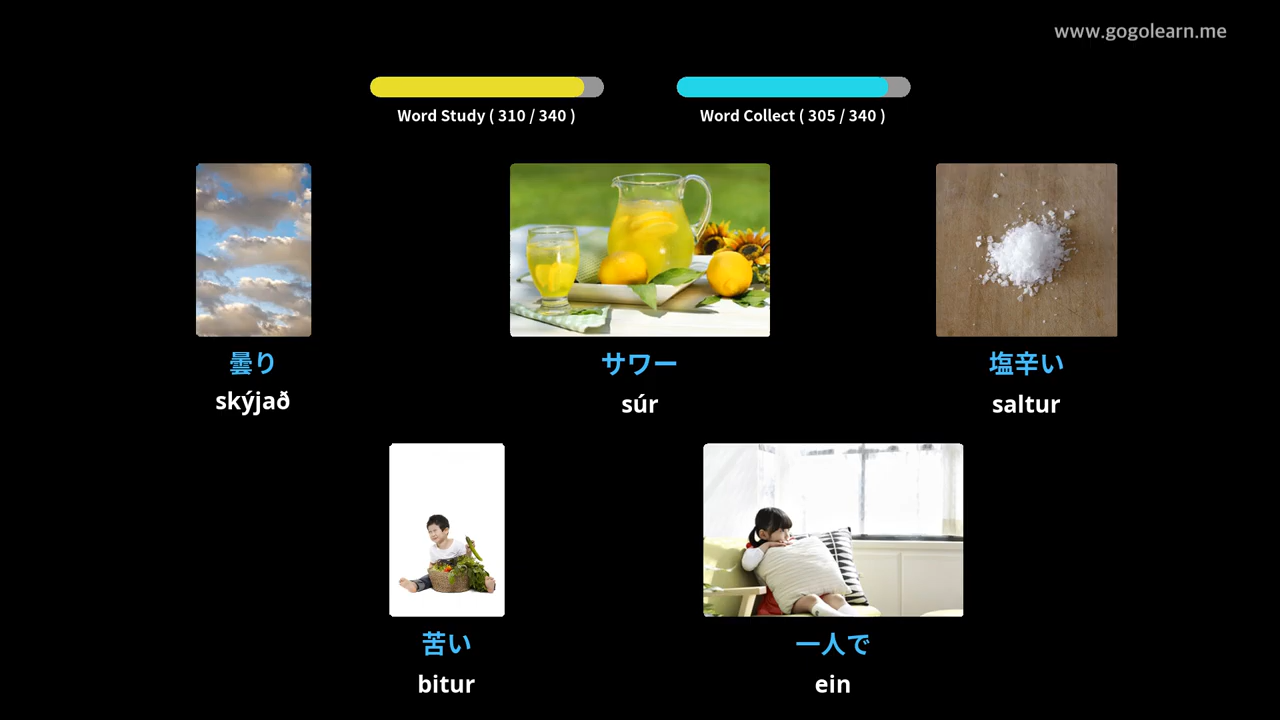 www.gogolearn.me
Word Study ( 310 / 340 )
Word Collect ( 305 / 340 )
曇り
skýjað
サワー
súr
塩辛い
saltur
苦い
bitur
一人で
ein